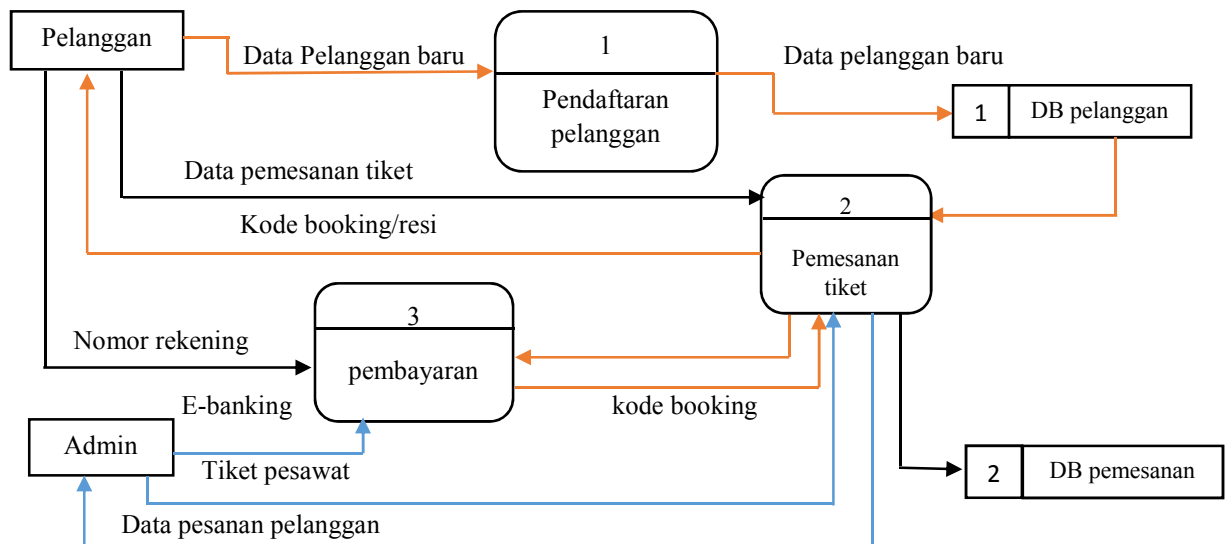 Pelanggan
Data Pelanggan baru
1
Pendaftaran
pelanggan
Data pelanggan baru
1
DB pelanggan
Data pemesanan tiket
Kode booking/resi
2
Pemesanan
tiket
3
pembayaran
Nomor rekening
E-banking
kode booking
Admin
Tiket pesawat
Data pesanan pelanggan
2
DB pemesanan